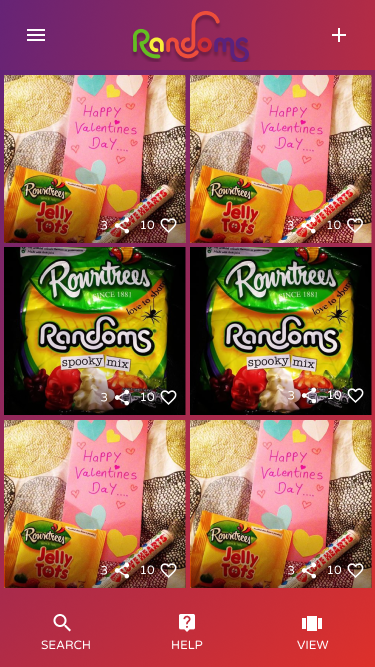 Randoms
HAPPY
Valentines
DAY....
Rowntrees
Jelly
Tots
3 10
HAPPY
Valentines
DAY....
Rowntrees
Jelly
Tots
3 10
Rowntrees
SINCE 1881
love to share
Randoms
spooky mix
3 10
Rowntrees
SINCE 1881
love to share
Randoms
spooky mix
3 10
HAPPY
Valentines
DAY....
Rowntrees
Jelly
Tots
3 10
HAPPY
Valentines
DAY....
Rowntrees
Jelly
Tots
3 10
SEARCH
HELP
VIEW